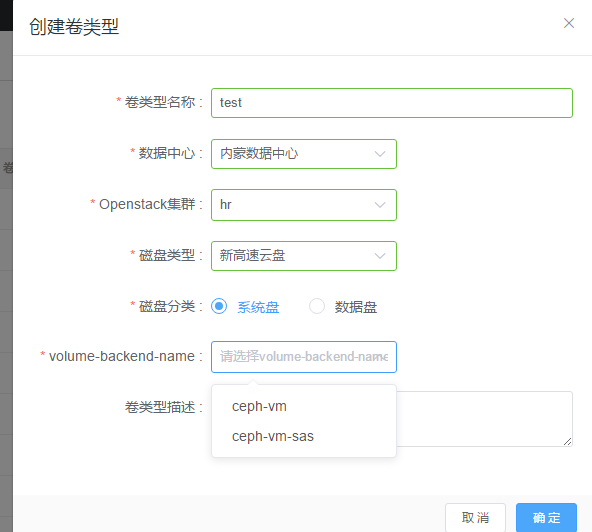 创建卷类型
* 卷类型名称 : test
* 数据中心 : 内蒙数据中心
* Openstack集群 : hr
* 磁盘类型 : 新高速云盘
* 磁盘分类 : 系统盘 数据盘
* volume-backend-name : 请选择volume-backend-name
ceph-vm
ceph-vm-sas
卷类型描述 :
取消 确定
卷